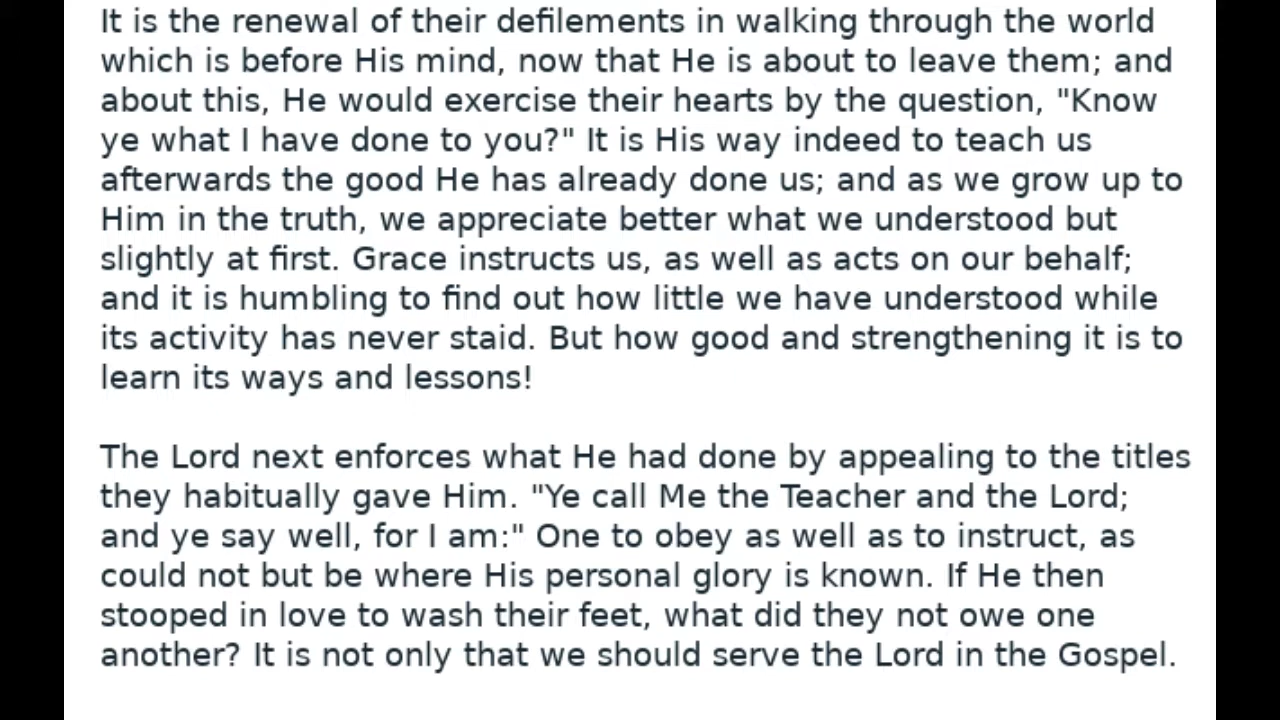 It is the renewal of their defilements in walking through the world
which is before His mind, now that He is about to leave them; and
about this, He would exercise their hearts by the question, "Know
ye what I have done to you?" It is His way indeed to teach us
afterwards the good He has already done us; and as we grow up to
Him in the truth, we appreciate better what we understood but
slightly at first. Grace instructs us, as well as acts on our behalf;
and it is humbling to find out how little we have understood while
its activity has never staid. But how good and strengthening it is to
learn its ways and lessons!

The Lord next enforces what He had done by appealing to the titles
they habitually gave Him. "Ye call Me the Teacher and the Lord;
and ye say well, for I am:" One to obey as well as to instruct, as
could not but be where His personal glory is known. If He then
stooped in love to wash their feet, what did they not owe one
another? It is not only that we should serve the Lord in the Gospel.